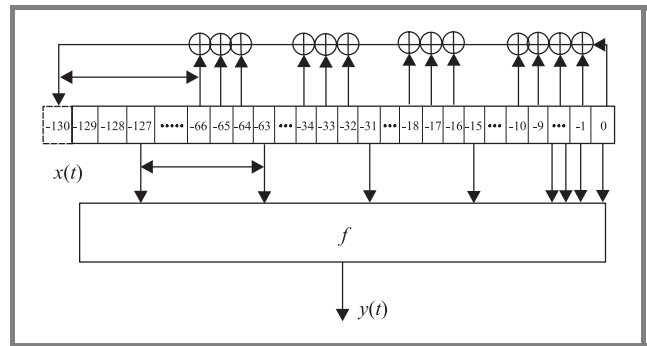 -130 -129 -128 -127 ••••• -66 -65 -64 -63 ••• -34 -33 -32 -31 ••• -18 -17 -16 -15 ••• -10 -9 ••• -1 0
x(t)
f
y(t)